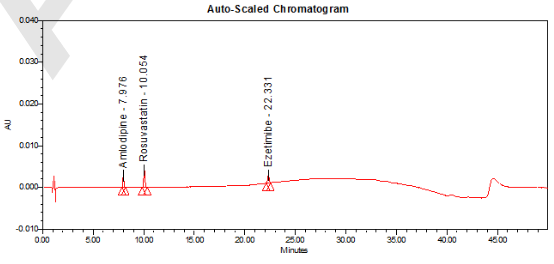 Auto-Scaled Chromatogram
0.040
0.030
0.020
0.010
0.000
-0.010
AU
Amlodipine - 7.976
Rosuvastatin - 10.054
Ezetimibe - 22.331
0.00 5.00 10.00 15.00 20.00 25.00 30.00 35.00 40.00 45.00
Minutes